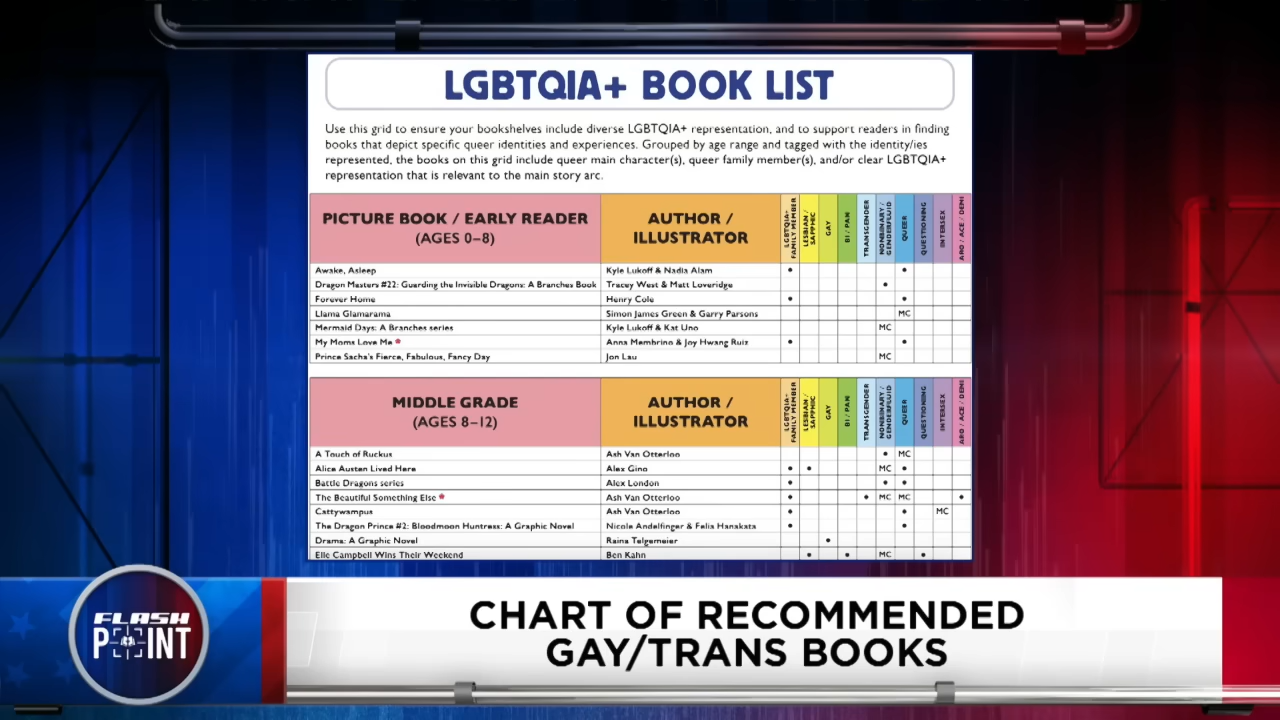 LGBTQIA+ BOOK LIST
Use this grid to ensure your bookshelves include diverse LGBTQIA+ representation, and to support readers in finding
books that depict specific queer identities and experiences. Grouped by age range and tagged with the identity/ies
represented, the books on this grid include queer main character(s), queer family member(s), and/or clear LGBTQIA+
representation that is relevant to the main story arc.
PICTURE BOOK / EARLY READER
(AGES 0–8)
AUTHOR /
ILLUSTRATOR
LGBTQIA+
FAMILY MEMBER
LESBIAN /
SAPPHIC
GAY
BI / PAN
TRANSGENDER
NONBINARY /
GENDERFLUID
QUEER
QUESTIONING
INTERSEX
ARO / ACE / DEMI
Awake, Asleep Kyle Lukoff & Nadia Alam • •
Dragon Masters #22: Guarding the Invisible Dragons: A Branches Book Tracey West & Matt Loveridge •
Forever Home Henry Cole • •
Llama Glamarama Simon James Green & Garry Parsons MC
Mermaid Days: A Branches series Kyle Lukoff & Kat Uno MC
My Moms Love Me Anna Membrino & Joy Hwang Ruiz • •
Prince Sacha's Fierce, Fabulous, Fancy Day Jon Lau MC
MIDDLE GRADE
(AGES 8–12)
AUTHOR /
ILLUSTRATOR
LGBTQIA+
FAMILY MEMBER
LESBIAN /
SAPPHIC
GAY
BI / PAN
TRANSGENDER
NONBINARY /
GENDERFLUID
QUEER
QUESTIONING
INTERSEX
ARO / ACE / DEMI
A Touch of Ruckus Ash Van Otterloo • MC
Alice Austen Lived Here Alex Gino • • MC •
Battle Dragons series Alex London • • •
The Beautiful Something Else Ash Van Otterloo • • MC MC •
Cattywampus Ash Van Otterloo • • MC
The Dragon Prince #2: Bloodmoon Huntress: A Graphic Novel Nicole Andelfinger & Felia Hanakata • •
Drama: A Graphic Novel Raina Telgemeier •
Elle Campbell Wins Their Weekend Ben Kahn • • MC •
FLASH
POINT
CHART OF RECOMMENDED
GAY/TRANS BOOKS